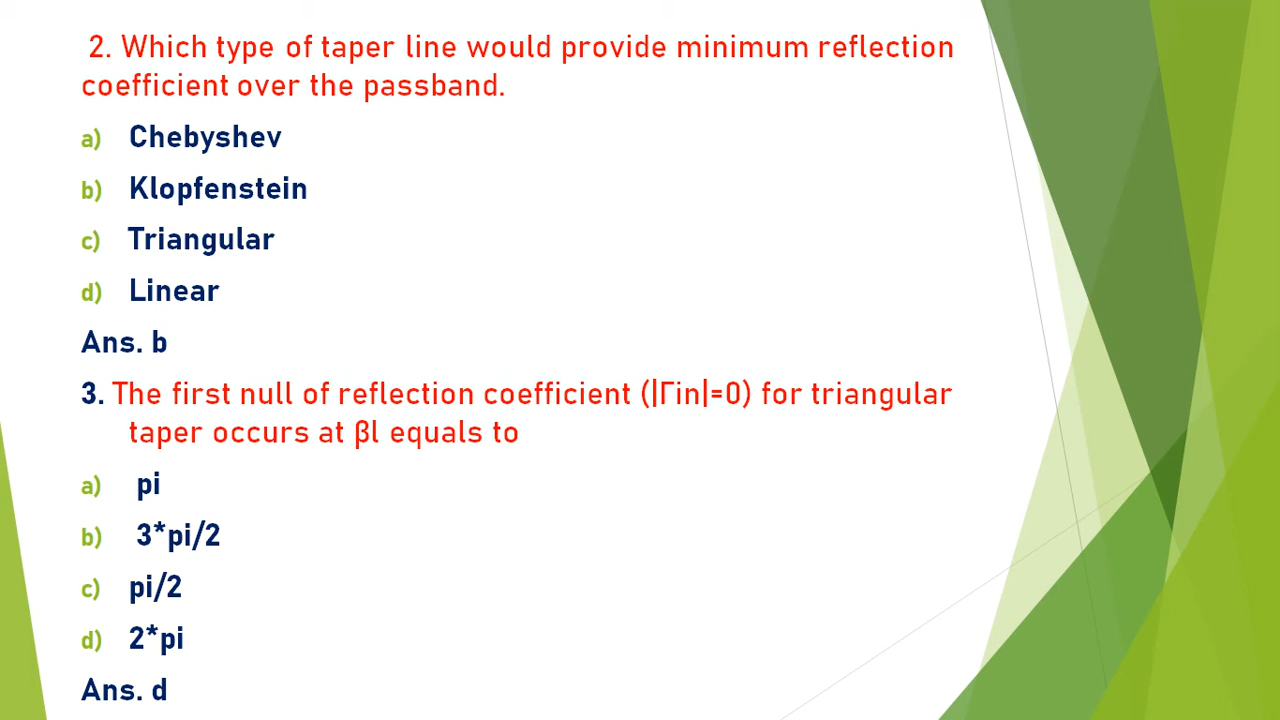 2. Which type of taper line would provide minimum reflection
coefficient over the passband.
a) Chebyshev
b) Klopfenstein
c) Triangular
d) Linear
Ans. b
3. The first null of reflection coefficient (|Γin|=0) for triangular
taper occurs at βl equals to
a) pi
b) 3*pi/2
c) pi/2
d) 2*pi
Ans. d